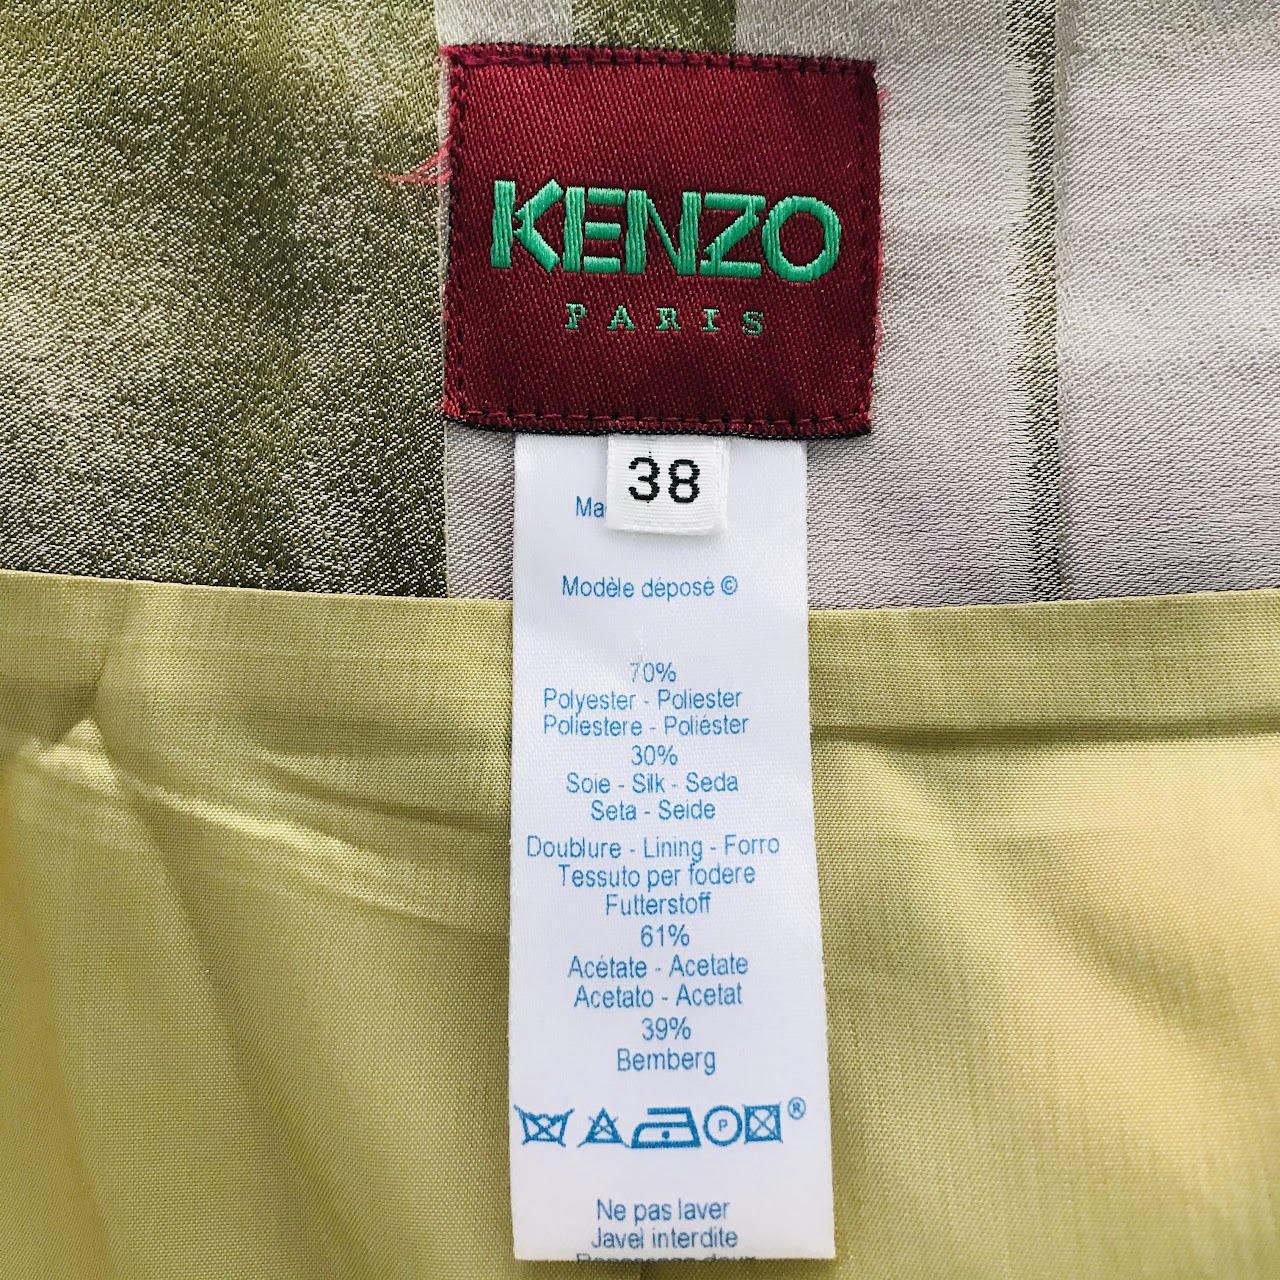 KENZO
PARIS
38
Modèle déposé ©
70%
Polyester - Poliester
Poliestere - Poliéster
30%
Soie - Silk - Seda
Seta - Seide
Doublure - Lining - Forro
Tessuto per fodere
Futterstoff
61%
Acétate - Acetate
Acetato - Acetat
39%
Bemberg
P ®
Ne pas laver
Javel interdite